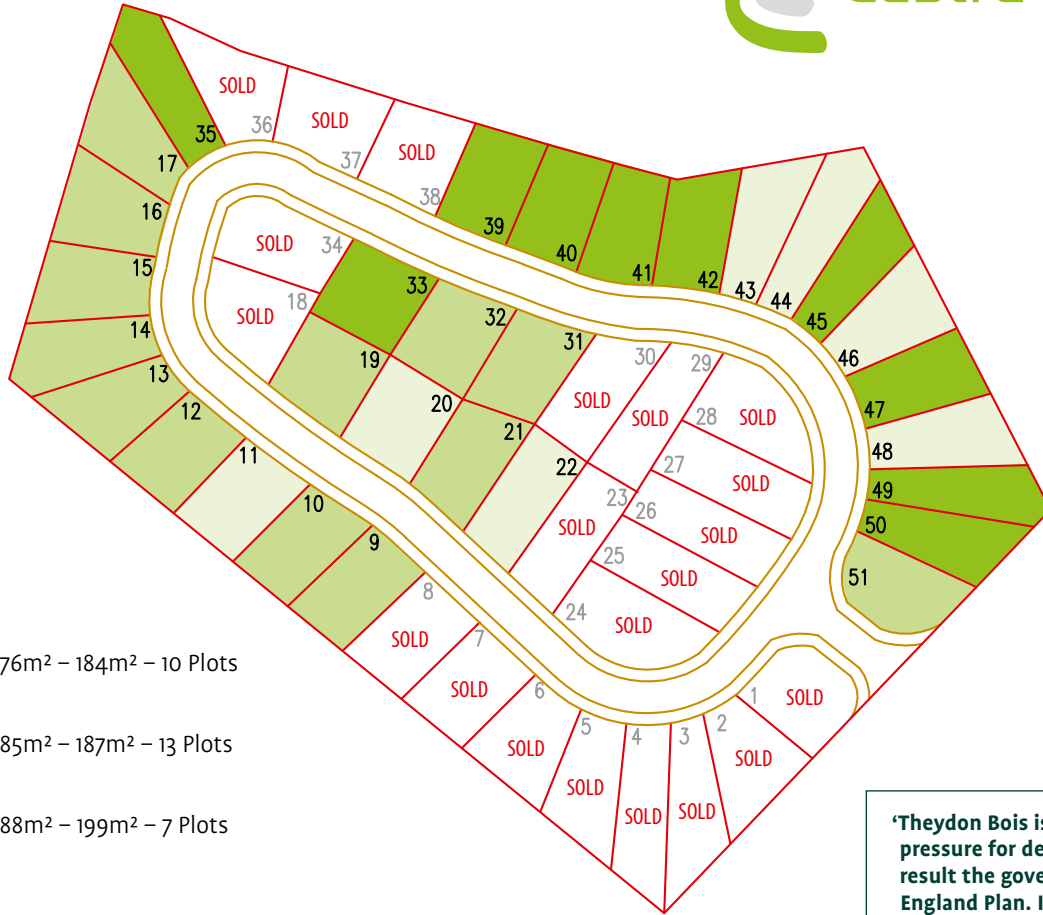 SOLD
36
SOLD
37
SOLD
38
35
17
16
15
14
13
12
11
10
9
39
40
41
42
43
44
45
46
47
48
49
50
51
SOLD
34
SOLD
18
33
32
31
19
20
21
22
30
SOLD
29
SOLD
28
SOLD
27
SOLD
23
SOLD
26
SOLD
25
SOLD
24
SOLD
8
SOLD
7
SOLD
6
SOLD
5
SOLD
4
SOLD
3
SOLD
2
SOLD
1
SOLD
76m² – 184m² – 10 Plots
85m² – 187m² – 13 Plots
88m² – 199m² – 7 Plots
‘Theydon Bois is
pressure for de
result the gove
England Plan. I